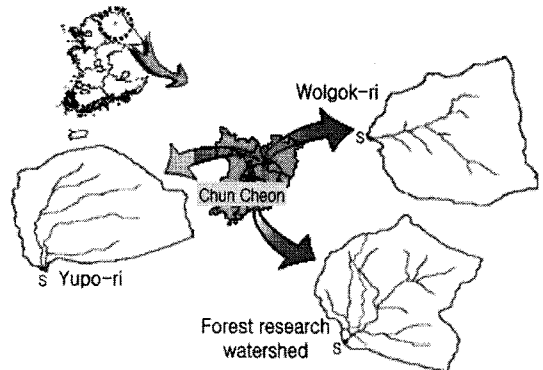 Wolgok-ri
S
Chun Cheon
S Yupo-ri
Forest research
watershed
S